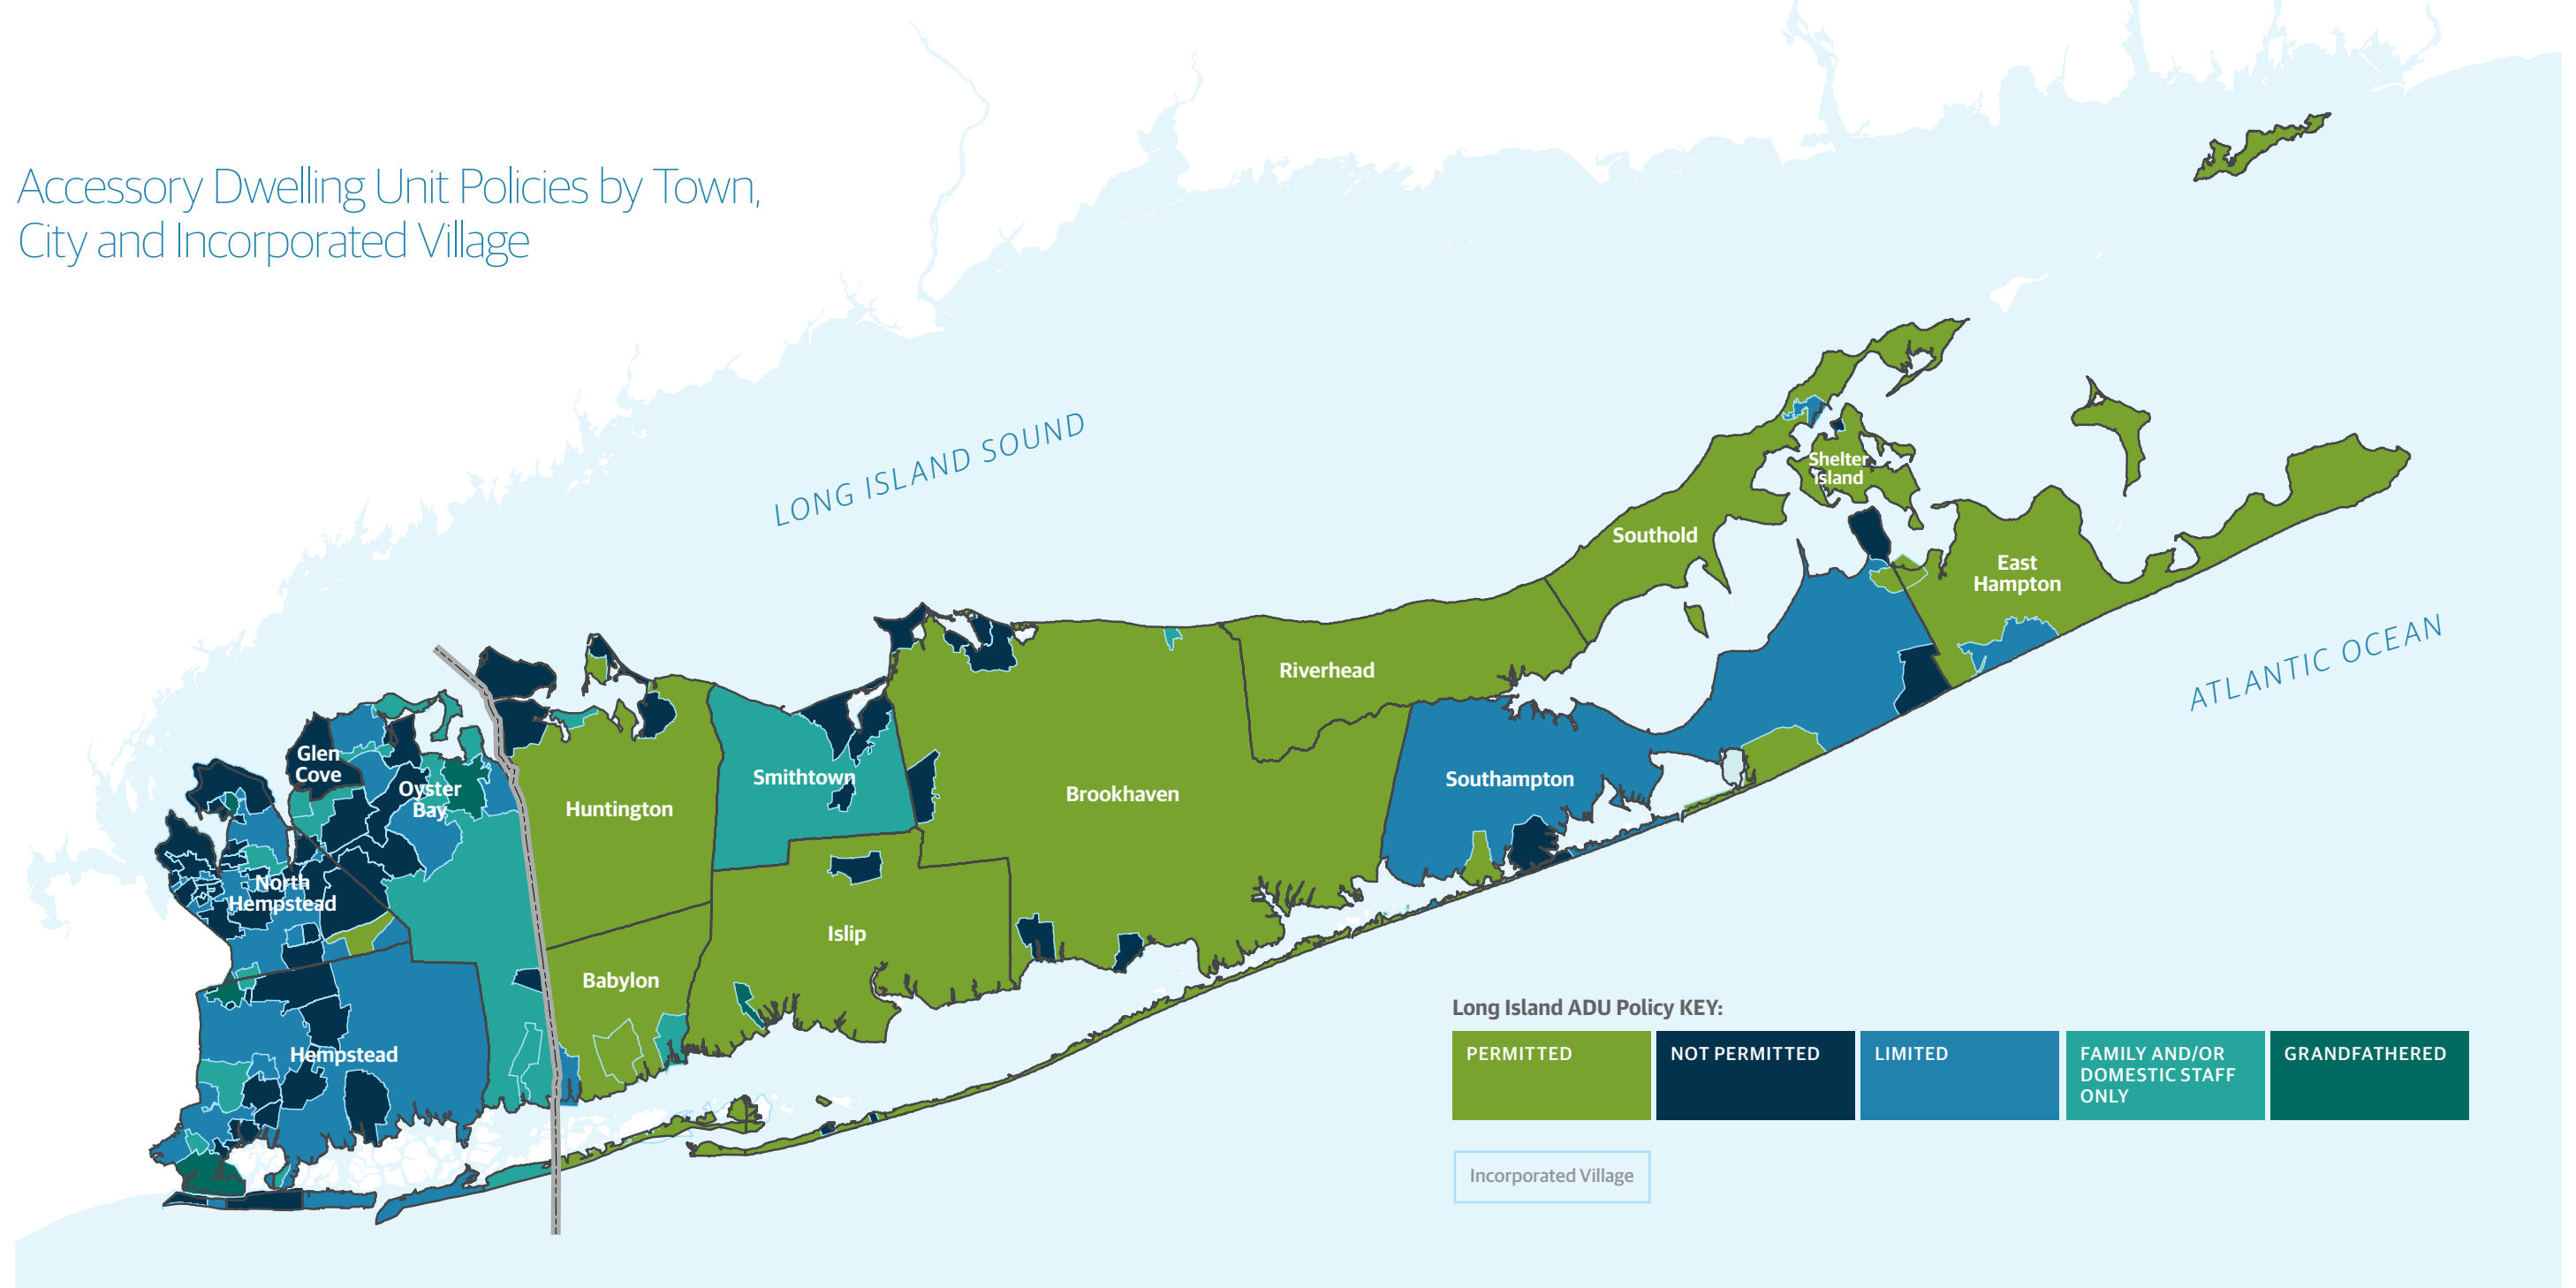 Accessory Dwelling Unit Policies by Town,
City and Incorporated Village
LONG ISLAND SOUND
Shelter
Island
Southold
East
Hampton
ATLANTIC OCEAN
Riverhead
Glen
Cove
Oyster
Bay
Smithtown
Southampton
Huntington
Brookhaven
North
Hempstead
Islip
Babylon
Hempstead
Long Island ADU Policy KEY:
PERMITTED
NOT PERMITTED
LIMITED
FAMILY AND/OR
DOMESTIC STAFF
ONLY
GRANDFATHERED
Incorporated Village